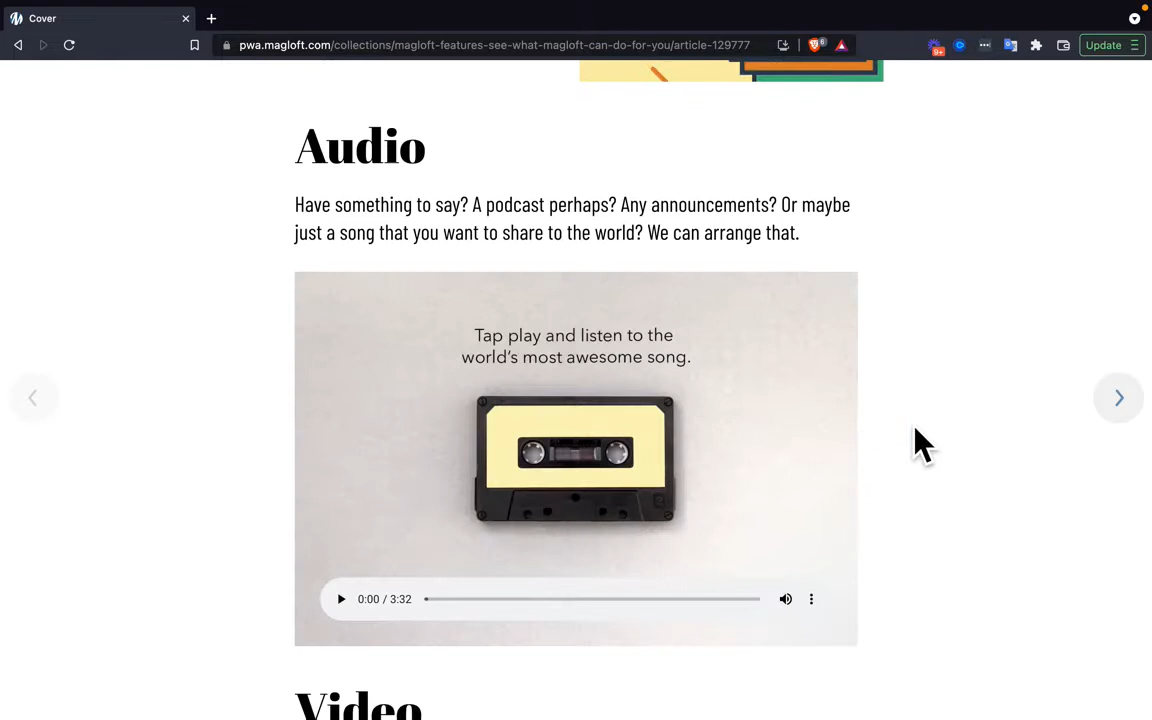 Cover
pwa.magloft.com/collections/magloft-features-see-what-magloft-can-do-for-you/article-129777
6
9+
Update
Audio
Have something to say? A podcast perhaps? Any announcements? Or maybe
just a song that you want to share to the world? We can arrange that.
Tap play and listen to the
world's most awesome song.
0:00 / 3:32
Video